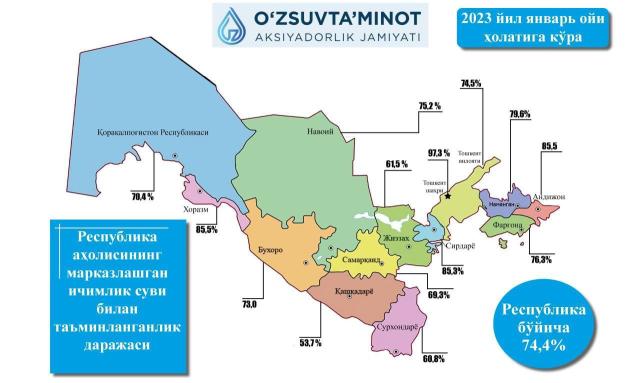 O‘ZSUVTA’MINOT
AKSIYADORLIK JAMIYATI
2023 йил январь ойи
ҳолатига кўра
74,5%
75,2 %
79,6%
Қорақалпоғистон Республикаси
Навоий
97,3 %
Тошкент
вилояти
85,5
61,5 %
Тошкент
шаҳри
70,4 %
Хоразм
Наманган
Андижон
85,5%
Фарғона
Республика
аҳолисининг
марказлашган
ичимлик суви
билан
таъминланганлик
даражаси
Бухоро
Жиззах
Сирдарё
76,3%
Самарқанд
85,3%
73,0
Қашқадарё
69,3%
Республика
бўйича
74,4%
53,7 %
Сурхондарё
60,8%